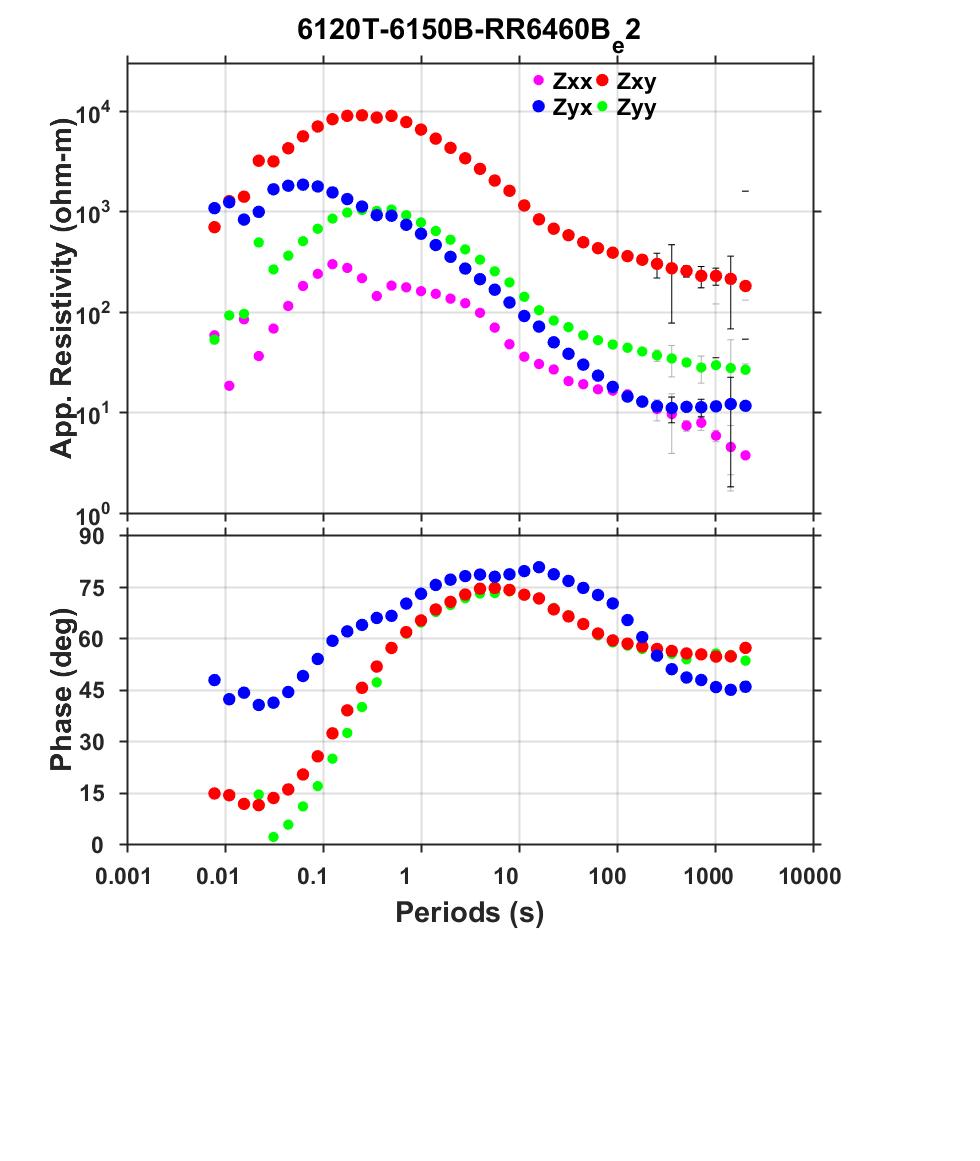 6120T-6150B-RR6460Be2
Zxx Zxy
Zyx Zyy
App. Resistivity (ohm-m)
10^4
10^3
10^2
10^1
10^0
Phase (deg)
90
75
60
45
30
15
0
0.001 0.01 0.1 1 10 100 1000 10000
Periods (s)